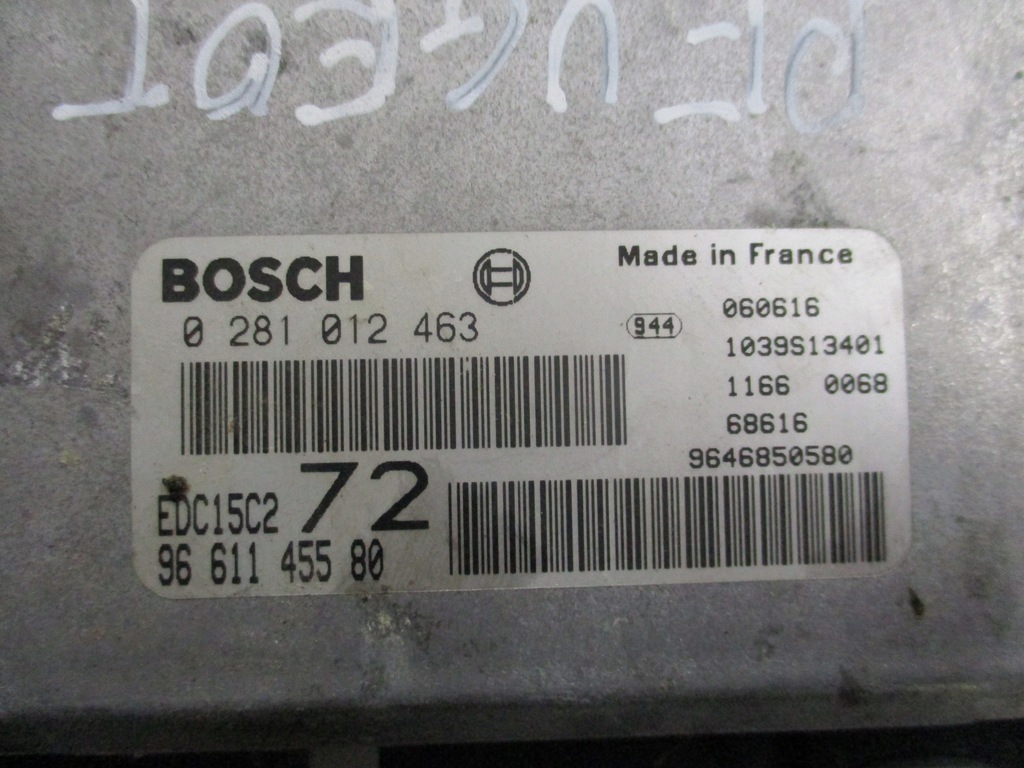 PEUGEOT
BOSCH
Made in France
0 281 012 463
944
060616
1039S13401
1166 0068
68616
9646850580
EDC15C2 72
96 611 455 80